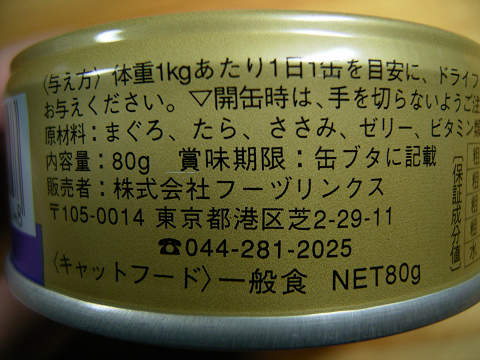 〈与え方〉体重1kgあたり1日1缶を目安に、ドライフ
お与えください。▽開缶時は、手を切らないようご注
原材料：まぐろ、たら、ささみ、ゼリー、ビタミン類
内容量：80g 賞味期限：缶ブタに記載
販売者：株式会社フーヅリンクス
〒105-0014 東京都港区芝2-29-11
☎044-281-2025
〈キャットフード〉一般食 NET80g
〔保証成分値〕
粗
粗
粗
粗
水